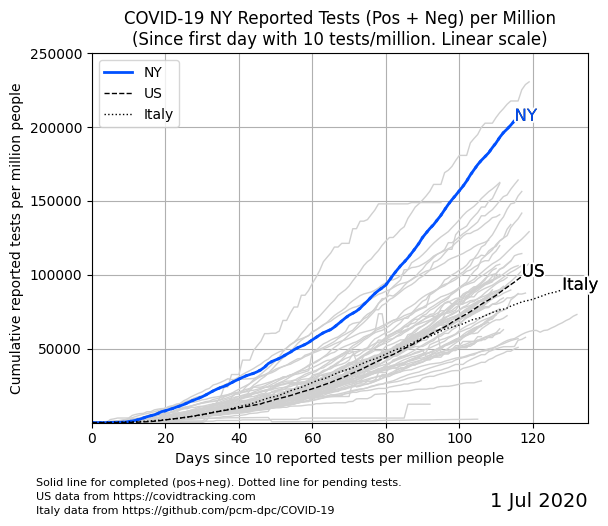 COVID-19 NY Reported Tests (Pos + Neg) per Million
(Since first day with 10 tests/million. Linear scale)
250000
200000
150000
100000
50000
Cumulative reported tests per million people
NY
US
Italy
NY
US
Italy
0 20 40 60 80 100 120
Days since 10 reported tests per million people
Solid line for completed (pos+neg). Dotted line for pending tests.
US data from https://covidtracking.com
Italy data from https://github.com/pcm-dpc/COVID-19
1 Jul 2020